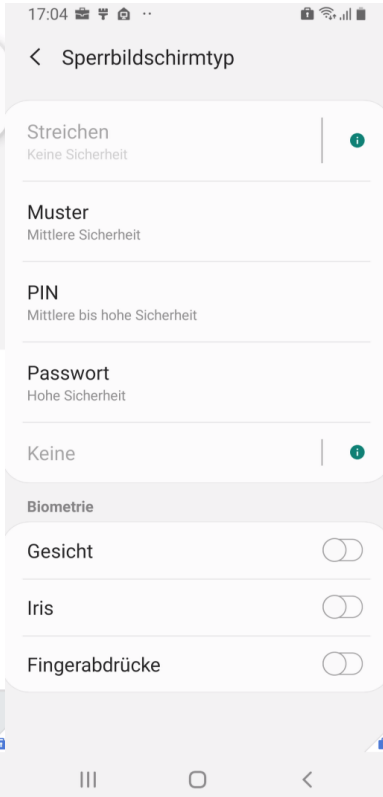 17:04
Sperrbildschirmtyp
Streichen
Keine Sicherheit
Muster
Mittlere Sicherheit
PIN
Mittlere bis hohe Sicherheit
Passwort
Hohe Sicherheit
Keine
Biometrie
Gesicht
Iris
Fingerabdrücke